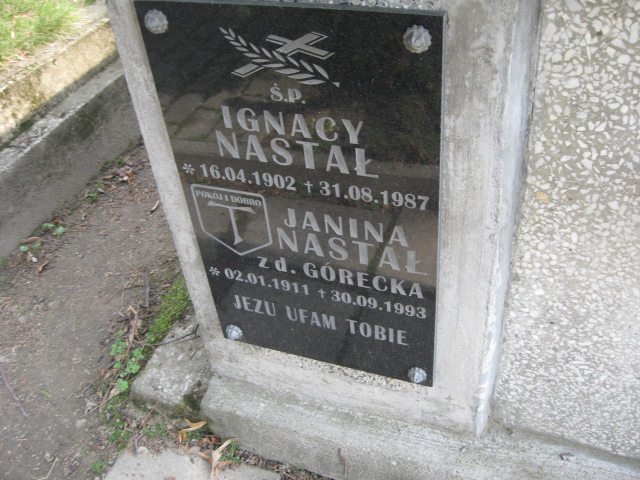 Ś.P.
IGNACY
NASTAŁ
* 16.04.1902 + 31.08.1987
POKÓJ I DOBRO
T
JANINA
NASTAŁ
z d. GÓRECKA
* 02.01.1911 + 30.09.1993
JEZU UFAM TOBIE